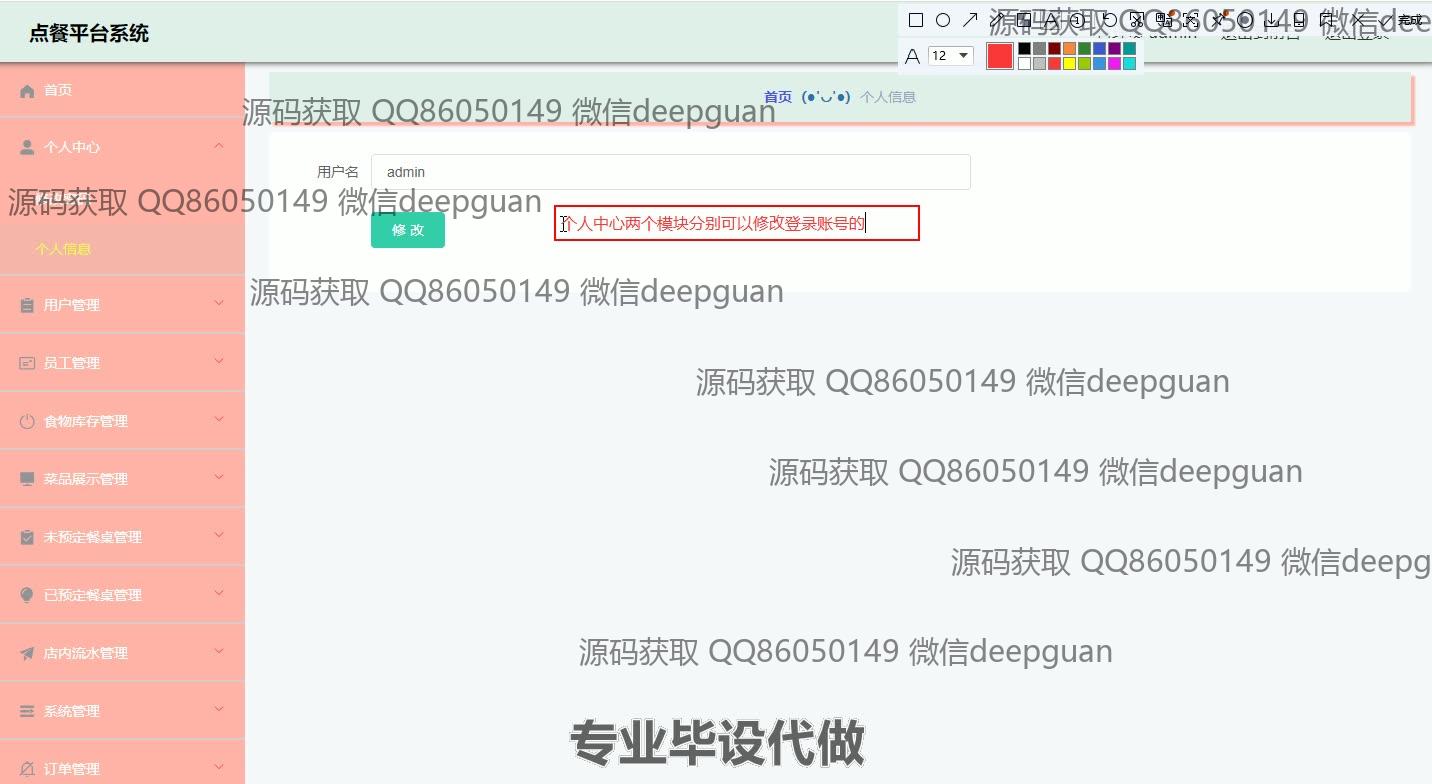 点餐平台系统
源码获取 QQ86050149 微信deepguan
完成
12
首页
首页 (●'◡'●) 个人信息
源码获取 QQ86050149 微信deepguan
个人中心
用户名 admin
源码获取 QQ86050149 微信deepguan
修 改
个人中心两个模块分别可以修改登录账号的
个人信息
源码获取 QQ86050149 微信deepguan
用户管理
员工管理
源码获取 QQ86050149 微信deepguan
食物库存管理
源码获取 QQ86050149 微信deepguan
菜品展示管理
未预定餐桌管理
源码获取 QQ86050149 微信deepg
已预定餐桌管理
源码获取 QQ86050149 微信deepguan
店内流水管理
系统管理
专业毕设代做
订单管理